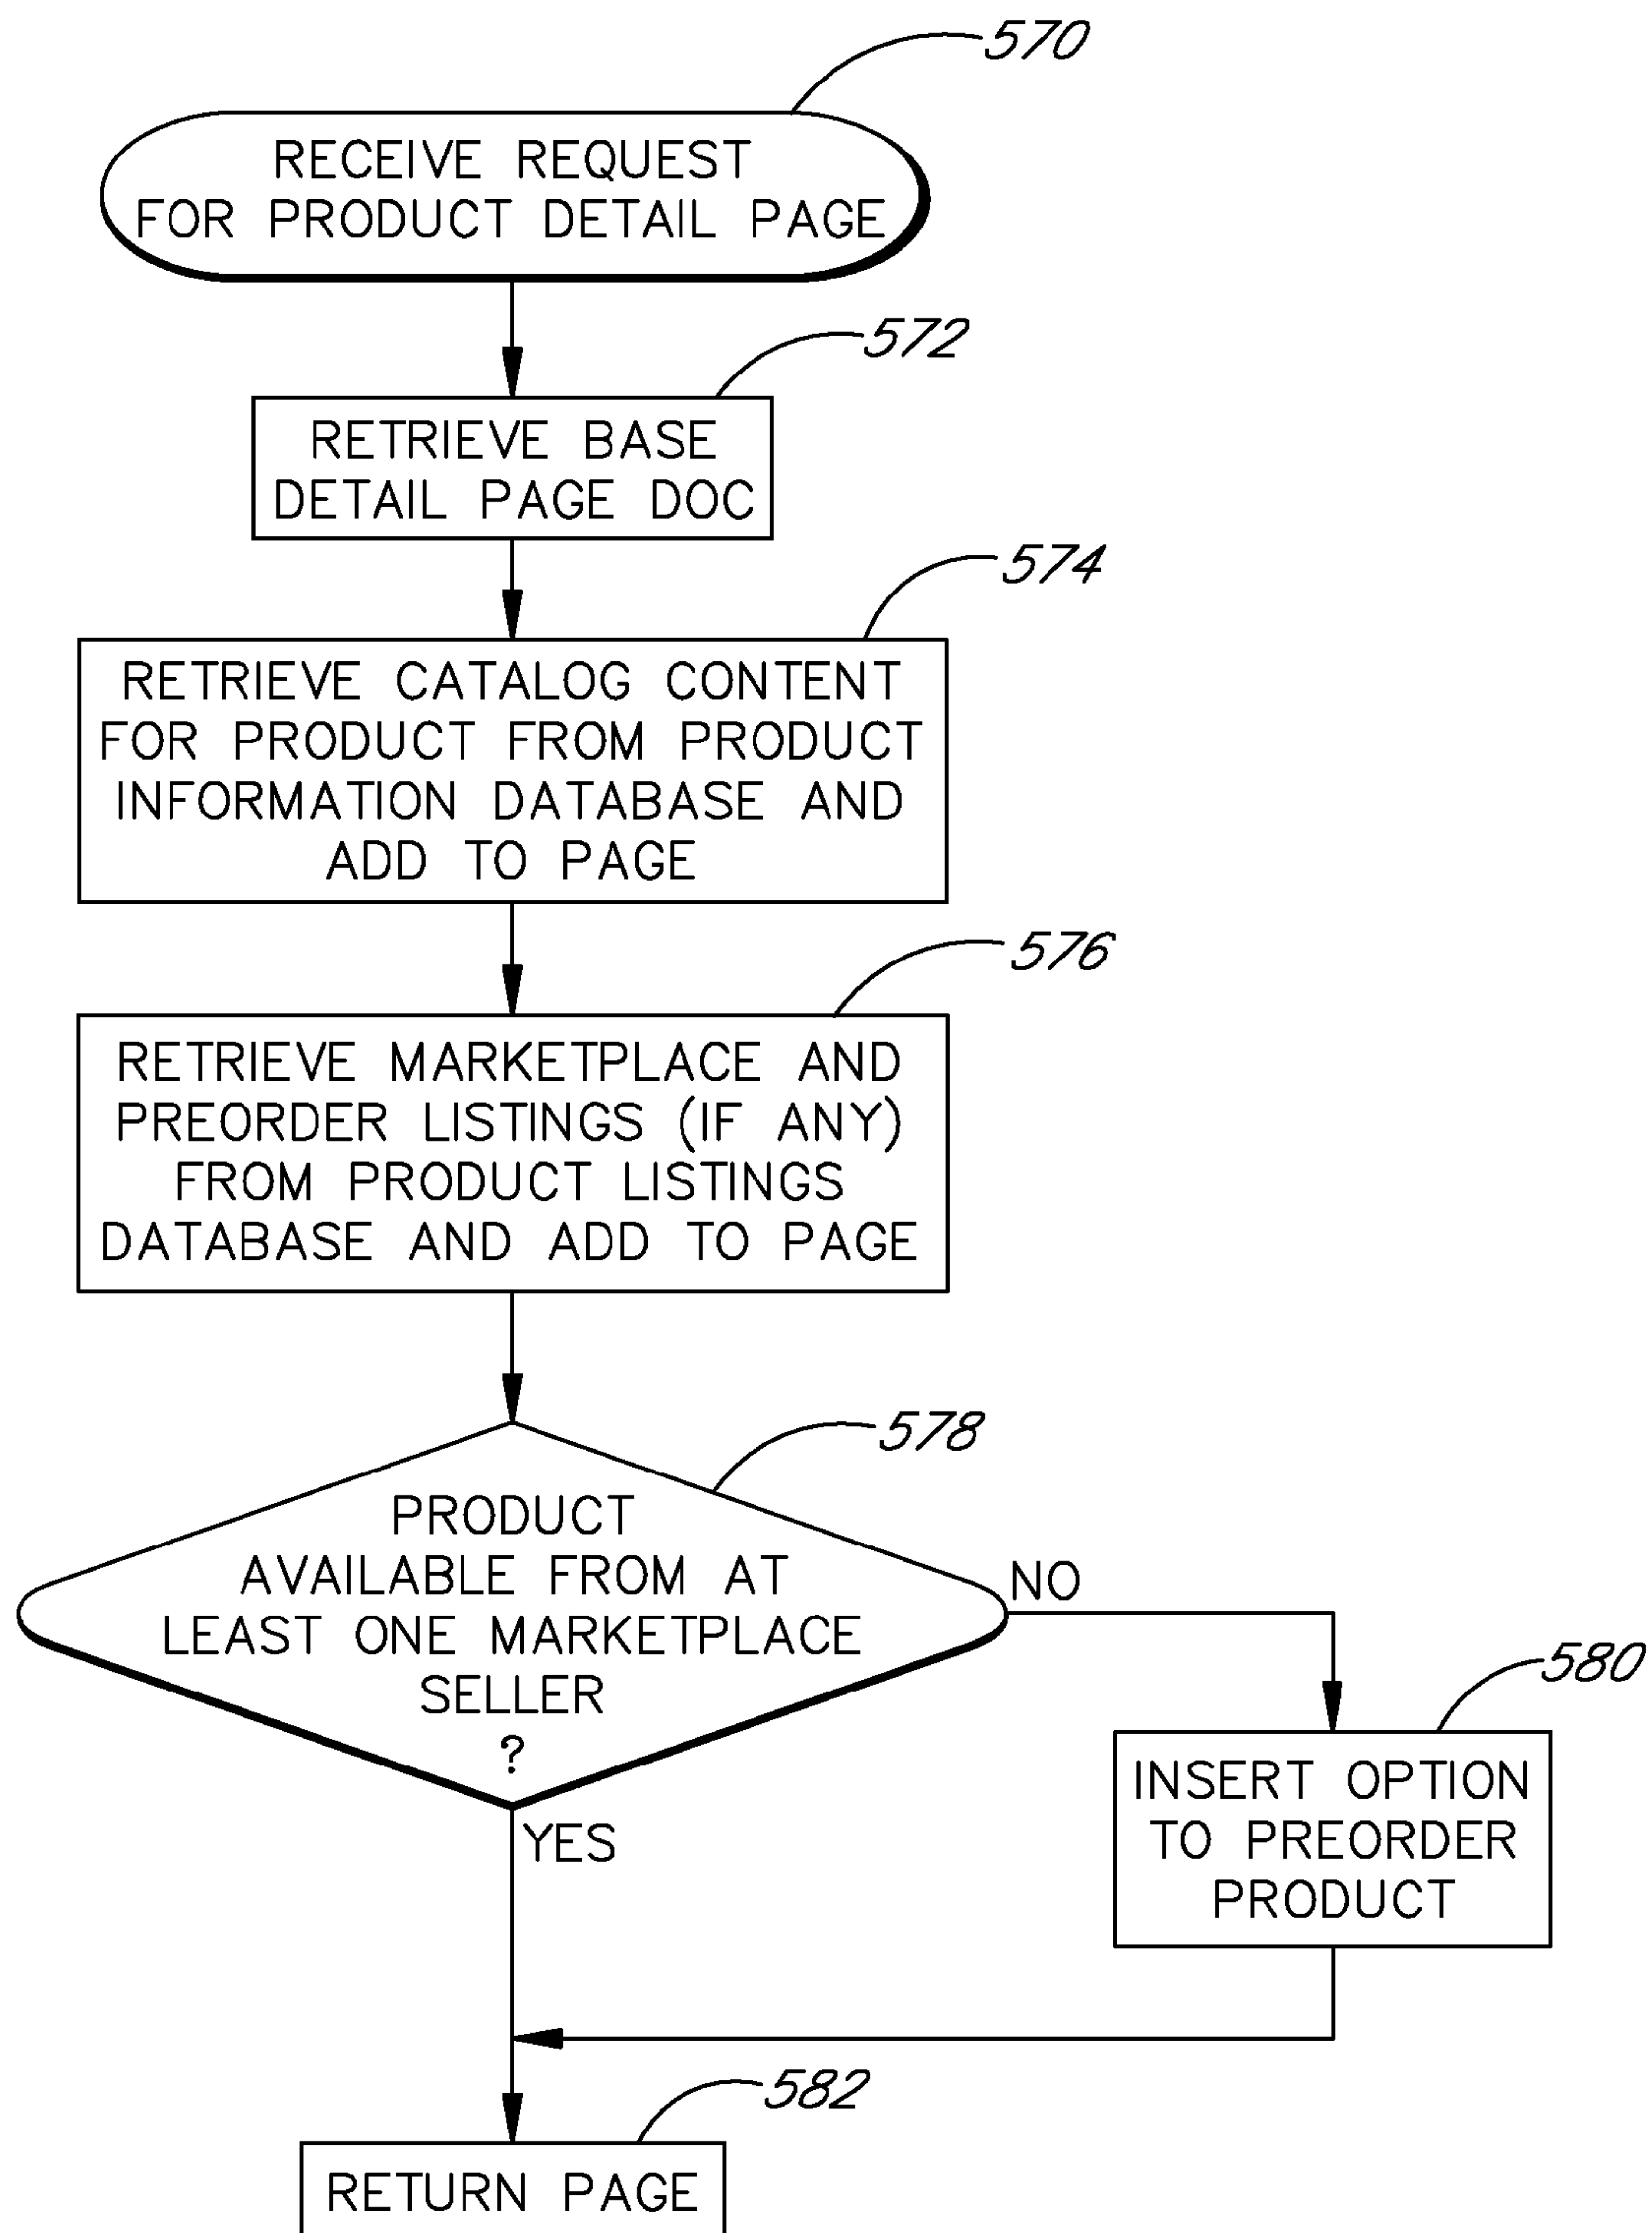 570
RECEIVE REQUEST
FOR PRODUCT DETAIL PAGE
572
RETRIEVE BASE
DETAIL PAGE DOC
574
RETRIEVE CATALOG CONTENT
FOR PRODUCT FROM PRODUCT
INFORMATION DATABASE AND
ADD TO PAGE
576
RETRIEVE MARKETPLACE AND
PREORDER LISTINGS (IF ANY)
FROM PRODUCT LISTINGS
DATABASE AND ADD TO PAGE
578
PRODUCT
AVAILABLE FROM AT
LEAST ONE MARKETPLACE
SELLER
?
NO
580
INSERT OPTION
TO PREORDER
PRODUCT
YES
582
RETURN PAGE